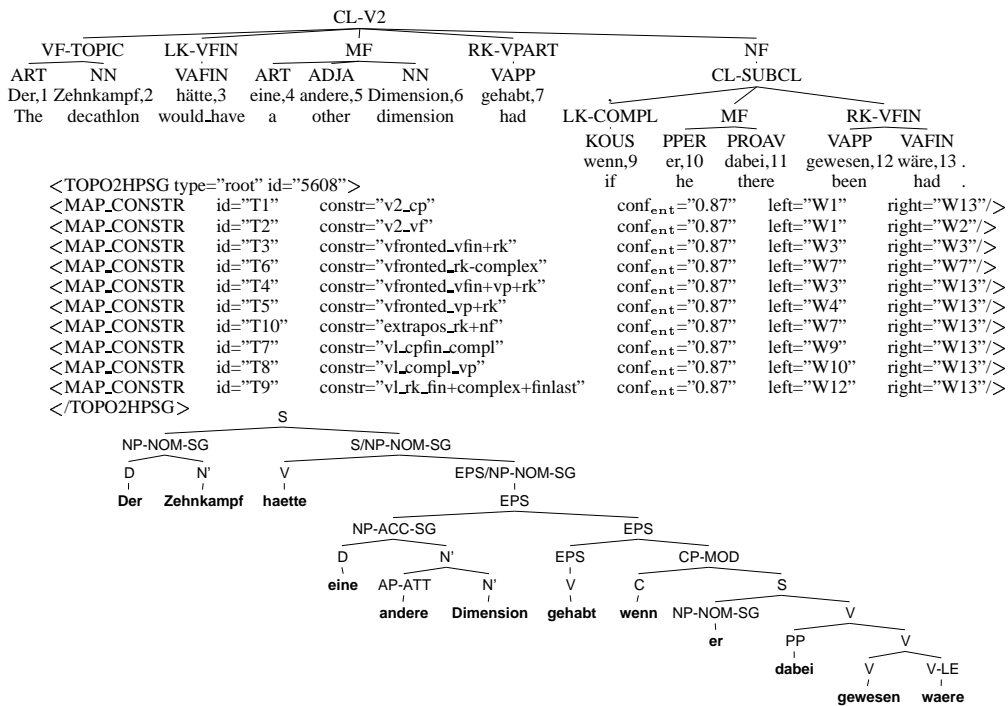 CL-V2
VF-TOPIC LK-VFIN MF RK-VPART NF
ART NN VAFIN ART ADJA NN VAPP CL-SUBCL
Der,1 Zehnkampf,2 hätte,3 eine,4 andere,5 Dimension,6 gehabt,7
The decathlon would_have a other dimension had LK-COMPL MF RK-VFIN
KOUS PPER PROAV VAPP VAFIN
wenn,9 er,10 dabei,11 gewesen,12 wäre,13 .
if he there been had .
<TOPO2HPSG type="root" id="5608">
<MAP_CONSTR id="T1" constr="v2_cp" conf_ent="0.87" left="W1" right="W13"/>
<MAP_CONSTR id="T2" constr="v2_vf" conf_ent="0.87" left="W1" right="W2"/>
<MAP_CONSTR id="T3" constr="vfronted_vfin+rk" conf_ent="0.87" left="W3" right="W3"/>
<MAP_CONSTR id="T6" constr="vfronted_rk-complex" conf_ent="0.87" left="W7" right="W7"/>
<MAP_CONSTR id="T4" constr="vfronted_vfin+vp+rk" conf_ent="0.87" left="W3" right="W13"/>
<MAP_CONSTR id="T5" constr="vfronted_vp+rk" conf_ent="0.87" left="W4" right="W13"/>
<MAP_CONSTR id="T10" constr="extrapos_rk+nf" conf_ent="0.87" left="W7" right="W13"/>
<MAP_CONSTR id="T7" constr="vl_cpfin_compl" conf_ent="0.87" left="W9" right="W13"/>
<MAP_CONSTR id="T8" constr="vl_compl_vp" conf_ent="0.87" left="W10" right="W13"/>
<MAP_CONSTR id="T9" constr="vl_rk_fin+complex+finlast" conf_ent="0.87" left="W12" right="W13"/>
</TOPO2HPSG>
S
NP-NOM-SG S/NP-NOM-SG
D N' V EPS/NP-NOM-SG
Der Zehnkampf haette EPS
NP-ACC-SG EPS
D N' EPS CP-MOD
eine AP-ATT N' V C S
andere Dimension gehabt wenn NP-NOM-SG V
er PP V
dabei V V-LE
gewesen waere